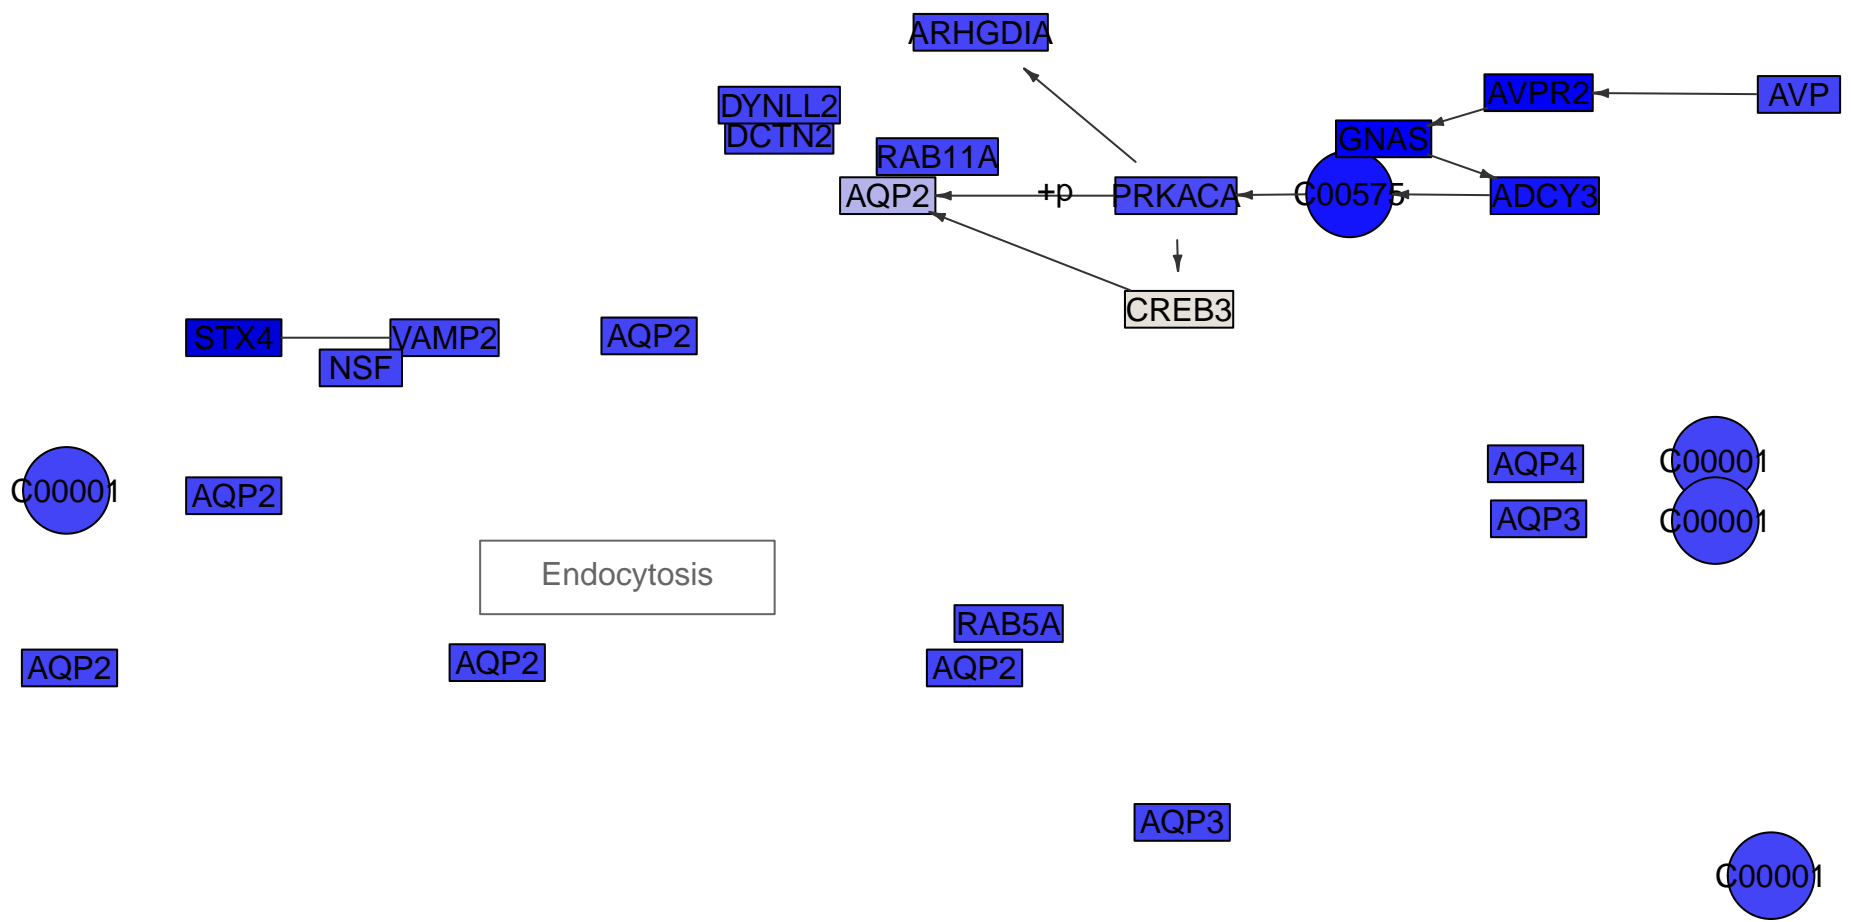 ARHGDIA
DYNLL2
DCTN2
AVPR2
AVP
GNAS
RAB11A
AQP2
+p
PRKACA
C00575
ADCY3
CREB3
STX4
VAMP2
NSF
AQP2
C00001
AQP2
AQP4
C00001
AQP3
C00001
Endocytosis
RAB5A
AQP2
AQP2
AQP2
AQP3
C00001